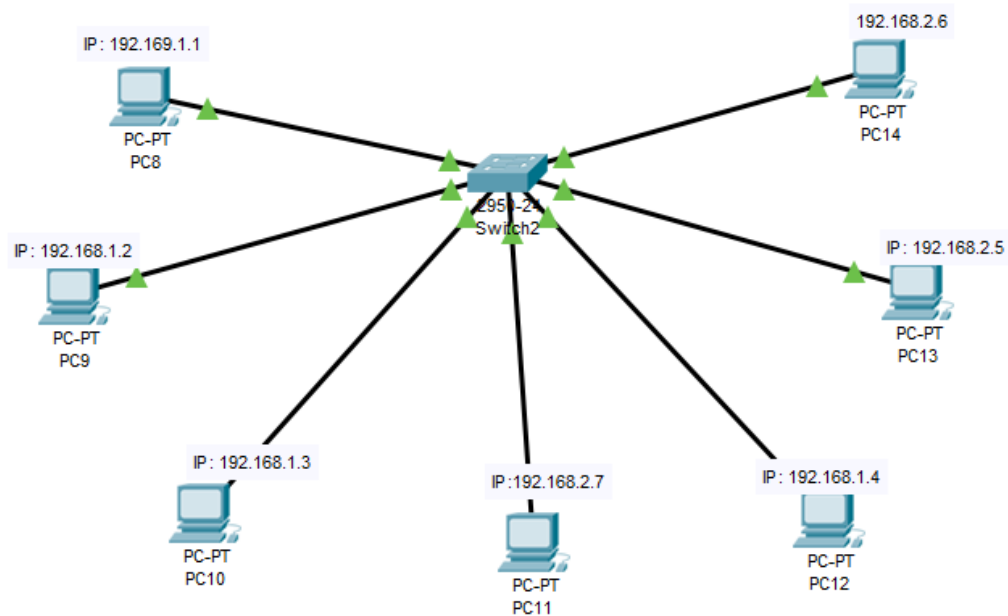 IP: 192.169.1.1
PC-PT
PC8
192.168.2.6
PC-PT
PC14
2950-24
Switch2
IP: 192.168.1.2
PC-PT
PC9
IP: 192.168.2.5
PC-PT
PC13
IP: 192.168.1.3
PC-PT
PC10
IP:192.168.2.7
PC-PT
PC11
IP: 192.168.1.4
PC-PT
PC12